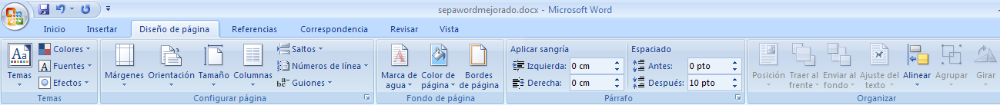 sepawordmejorado.docx - Microsoft Word
Inicio Insertar Diseño de página Referencias Correspondencia Revisar Vista
Aa
Temas
Colores
A Fuentes
Efectos
Temas
Márgenes
Orientación
Tamaño
Columnas
Saltos
Números de línea
bc Guiones
Configurar página
A
Marca de
agua
Color de
página
Bordes
de página
Fondo de página
Aplicar sangría
Izquierda: 0 cm
Derecha: 0 cm
Espaciado
Antes: 0 pto
Después: 10 pto
Párrafo
Posición
Traer al
frente
Enviar al
fondo
Ajuste del
texto
Alinear
Agrupar
Girar
Organizar